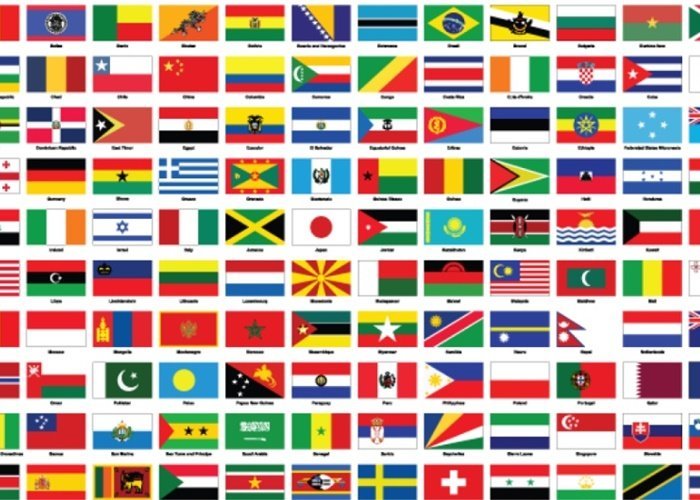 Belize Benin Bhutan Bolivia Bosnia and Herzegovina Botswana Brazil Brunei Bulgaria Burkina Faso
Chad Chile China Colombia Comoros Congo Costa Rica Croatia Cuba
Dominican Republic East Timor Egypt Ecuador El Salvador Equatorial Guinea Eritrea Estonia Ethiopia Federated States Micronesia
Germany Ghana Greece Grenada Guatemala Guinea Bissau Guinea Guyana Haiti Honduras
Ireland Israel Italy Jamaica Japan Jordan Kazakhstan Kenya Kiribati Kuwait
Libya Liechtenstein Lithuania Luxembourg Macedonia Madagascar Malawi Malaysia Maldives Mali
Monaco Mongolia Montenegro Morocco Mozambique Myanmar Namibia Nauru Nepal Netherlands
Oman Pakistan Palau Papua New Guinea Paraguay Peru Philippines Poland Portugal Qatar
Samoa San Marino Sao Tome and Principe Saudi Arabia Senegal Serbia Seychelles Sierra Leone Singapore Slovakia